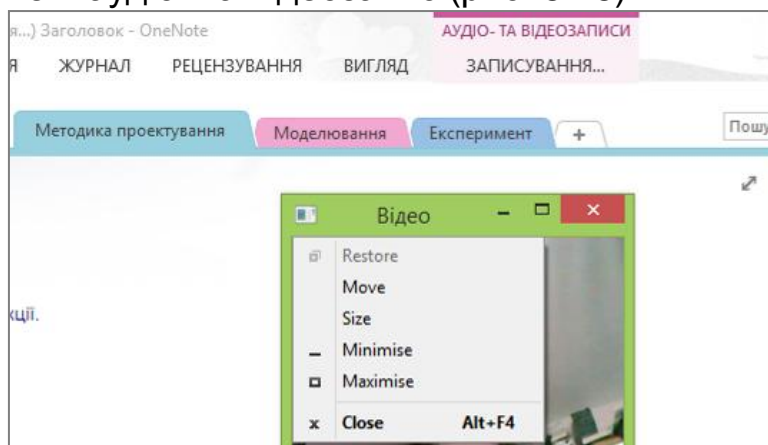 я...) Заголовок - OneNote
АУДІО- ТА ВІДЕОЗАПИСИ
Я ЖУРНАЛ РЕЦЕНЗУВАННЯ ВИГЛЯД ЗАПИСУВАННЯ...
Методика проектування Моделювання Експеримент + Пошу
Відео
Restore
Move
кції. Size
Minimise
Maximise
x Close Alt+F4